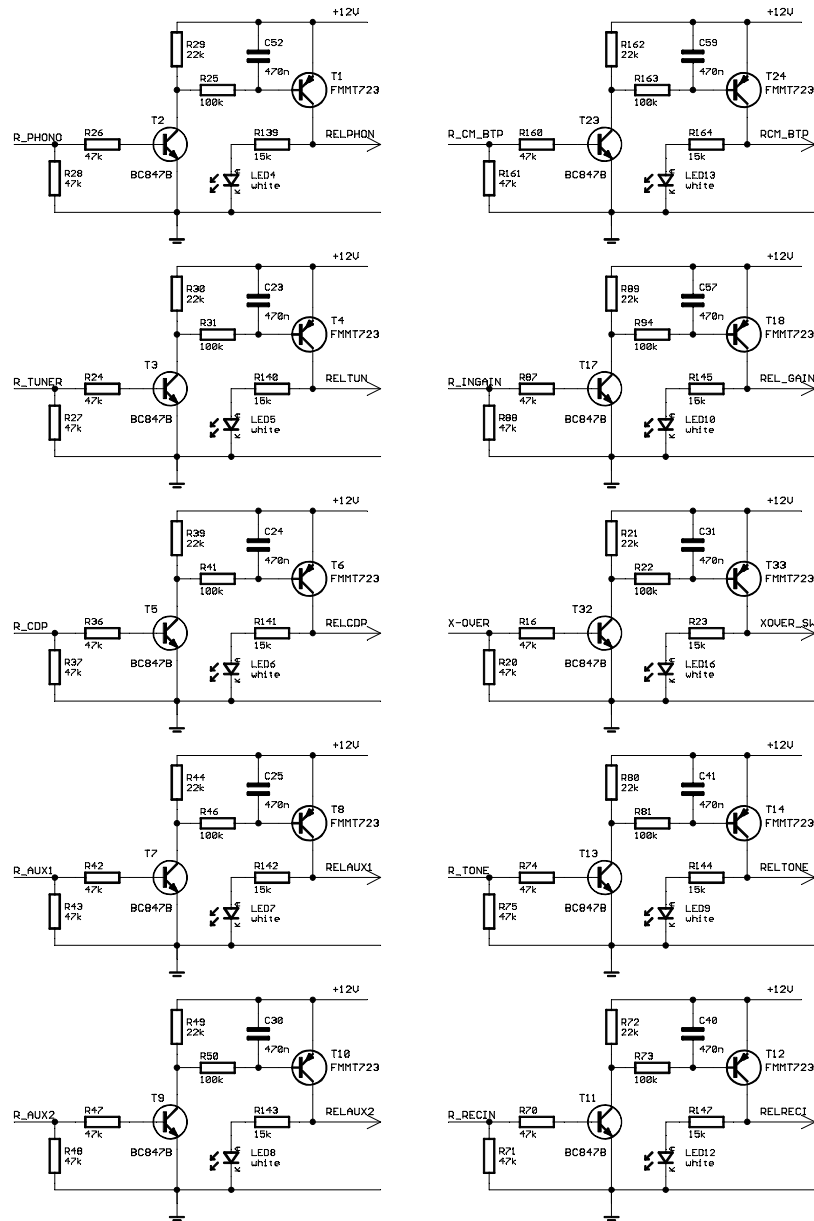 +12V
R29
22k
C52
470n
T1
FMMT723
R25
100k
T2
R_PHONO
R26
47k
BC847B
R28
47k
R139
15k
RELPHON
LED4
white
A
K
+12V
R162
22k
C59
470n
T24
FMMT723
R163
100k
T23
R_CM_BTP
R160
47k
BC847B
R161
47k
R164
15k
RCM_BTP
LED13
white
A
K
+12V
R30
22k
C23
470n
T4
FMMT723
R31
100k
T3
R_TUNER
R24
47k
BC847B
R27
47k
R140
15k
RELTUN
LED5
white
A
K
+12V
R89
22k
C57
470n
T18
FMMT723
R94
100k
T17
R_INGAIN
R87
47k
BC847B
R88
47k
R145
15k
REL_GAIN
LED10
white
A
K
+12V
R39
22k
C24
470n
T6
FMMT723
R41
100k
T5
R_CDP
R36
47k
BC847B
R37
47k
R141
15k
RELCDP
LED6
white
A
K
+12V
R21
22k
C31
470n
T33
FMMT723
R22
100k
T32
X-OVER
R16
47k
BC847B
R20
47k
R23
15k
XOVER_SW
LED16
white
A
K
+12V
R44
22k
C25
470n
T8
FMMT723
R46
100k
T7
R_AUX1
R42
47k
BC847B
R43
47k
R142
15k
RELAUX1
LED7
white
A
K
+12V
R80
22k
C41
470n
T14
FMMT723
R81
100k
T13
R_TONE
R74
47k
BC847B
R75
47k
R144
15k
RELTONE
LED9
white
A
K
+12V
R49
22k
C30
470n
T10
FMMT723
R50
100k
T9
R_AUX2
R47
47k
BC847B
R48
47k
R143
15k
RELAUX2
LED8
white
A
K
+12V
R72
22k
C40
470n
T12
FMMT723
R73
100k
T11
R_RECIN
R70
47k
BC847B
R71
47k
R147
15k
RELRECI
LED12
white
A
K